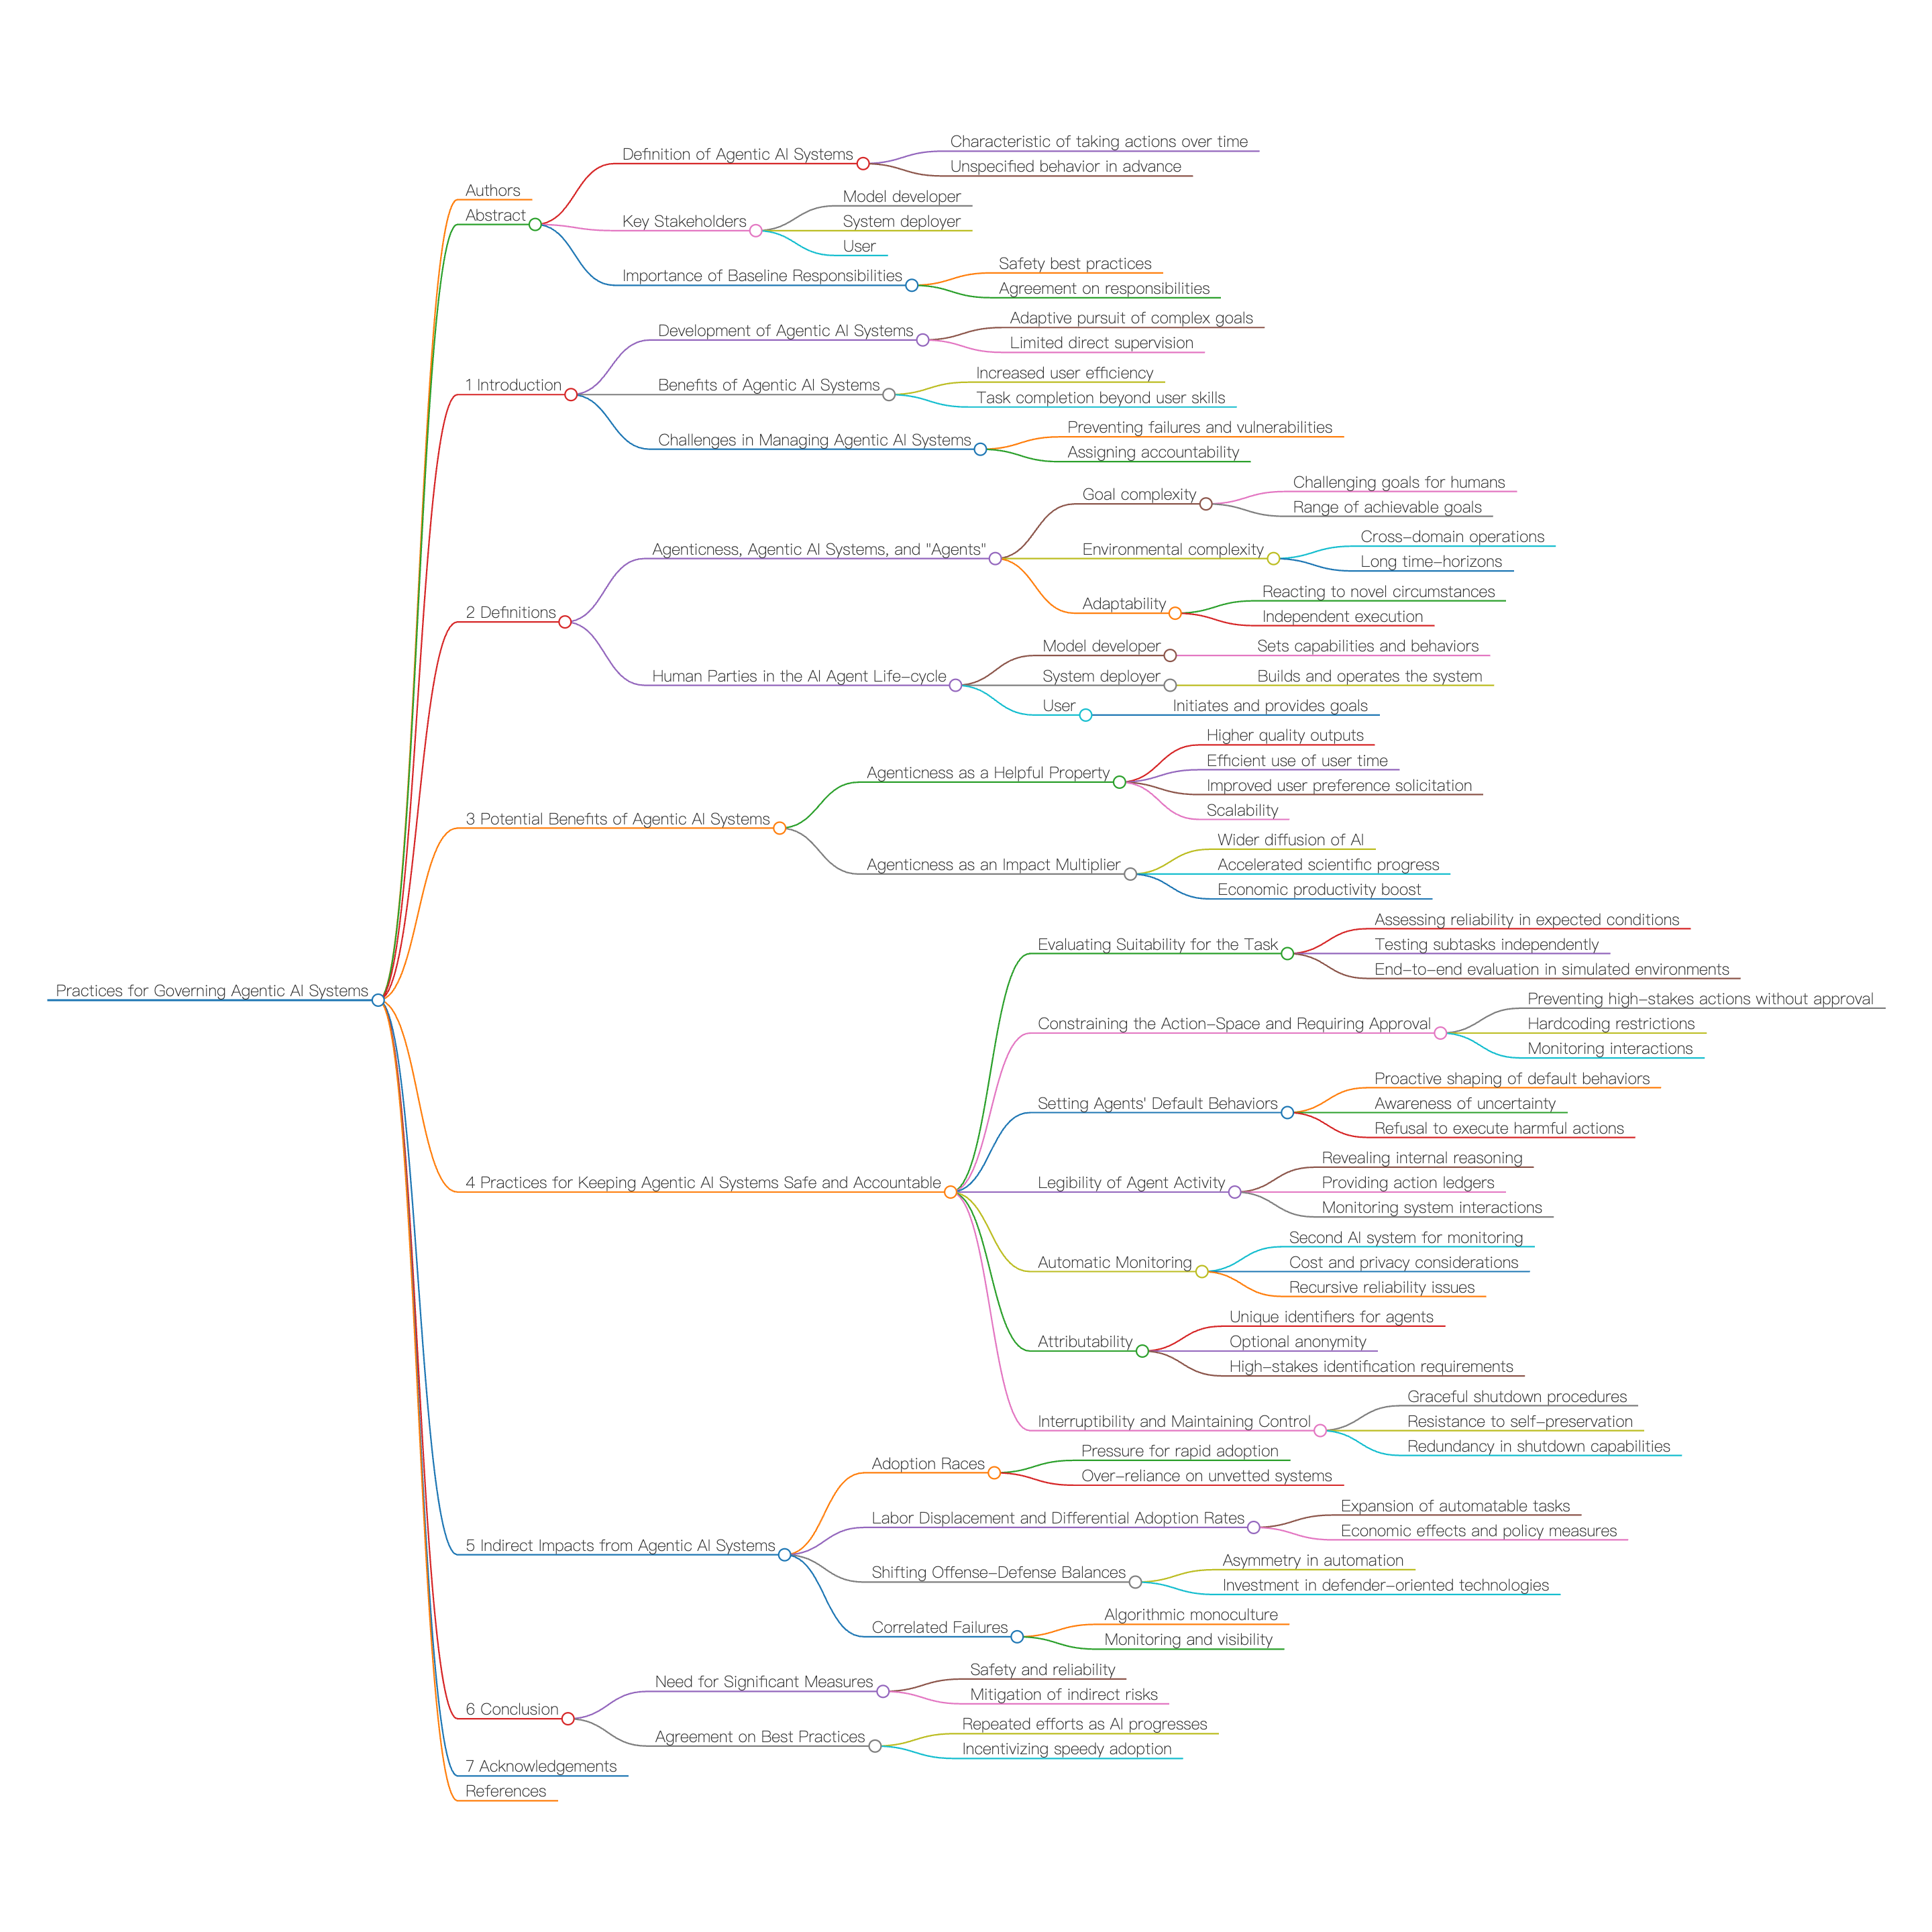 Practices for Governing Agentic AI Systems
Authors
Abstract
Definition of Agentic AI Systems
Characteristic of taking actions over time
Unspecified behavior in advance
Key Stakeholders
Model developer
System deployer
User
Importance of Baseline Responsibilities
Safety best practices
Agreement on responsibilities
1 Introduction
Development of Agentic AI Systems
Adaptive pursuit of complex goals
Limited direct supervision
Benefits of Agentic AI Systems
Increased user efficiency
Task completion beyond user skills
Challenges in Managing Agentic AI Systems
Preventing failures and vulnerabilities
Assigning accountability
2 Definitions
Agenticness, Agentic AI Systems, and "Agents"
Goal complexity
Challenging goals for humans
Range of achievable goals
Environmental complexity
Cross-domain operations
Long time-horizons
Adaptability
Reacting to novel circumstances
Independent execution
Human Parties in the AI Agent Life-cycle
Model developer
Sets capabilities and behaviors
System deployer
Builds and operates the system
User
Initiates and provides goals
3 Potential Benefits of Agentic AI Systems
Agenticness as a Helpful Property
Higher quality outputs
Efficient use of user time
Improved user preference solicitation
Scalability
Agenticness as an Impact Multiplier
Wider diffusion of AI
Accelerated scientific progress
Economic productivity boost
4 Practices for Keeping Agentic AI Systems Safe and Accountable
Evaluating Suitability for the Task
Assessing reliability in expected conditions
Testing subtasks independently
End-to-end evaluation in simulated environments
Constraining the Action-Space and Requiring Approval
Preventing high-stakes actions without approval
Hardcoding restrictions
Monitoring interactions
Setting Agents' Default Behaviors
Proactive shaping of default behaviors
Awareness of uncertainty
Refusal to execute harmful actions
Legibility of Agent Activity
Revealing internal reasoning
Providing action ledgers
Monitoring system interactions
Automatic Monitoring
Second AI system for monitoring
Cost and privacy considerations
Recursive reliability issues
Attributability
Unique identifiers for agents
Optional anonymity
High-stakes identification requirements
Interruptibility and Maintaining Control
Graceful shutdown procedures
Resistance to self-preservation
Redundancy in shutdown capabilities
5 Indirect Impacts from Agentic AI Systems
Adoption Races
Pressure for rapid adoption
Over-reliance on unvetted systems
Labor Displacement and Differential Adoption Rates
Expansion of automatable tasks
Economic effects and policy measures
Shifting Offense-Defense Balances
Asymmetry in automation
Investment in defender-oriented technologies
Correlated Failures
Algorithmic monoculture
Monitoring and visibility
6 Conclusion
Need for Significant Measures
Safety and reliability
Mitigation of indirect risks
Agreement on Best Practices
Repeated efforts as AI progresses
Incentivizing speedy adoption
7 Acknowledgements
References